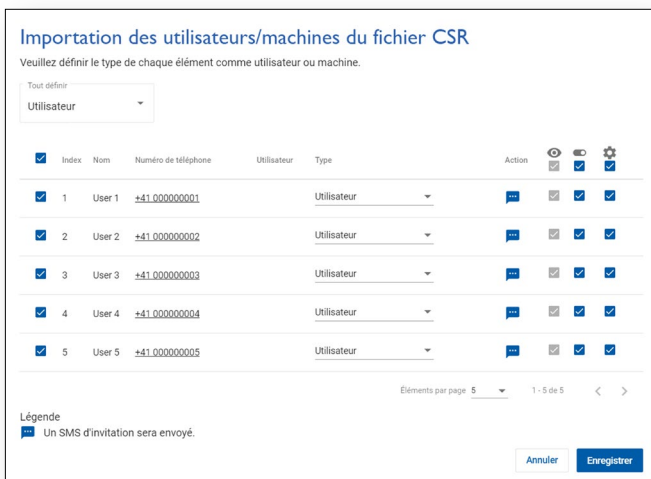 Importation des utilisateurs/machines du fichier CSR
Veuillez définir le type de chaque élément comme utilisateur ou machine.
Tout définir
Utilisateur
Index Nom Numéro de téléphone Utilisateur Type Action
1 User 1 +41 000000001 Utilisateur
2 User 2 +41 000000002 Utilisateur
3 User 3 +41 000000003 Utilisateur
4 User 4 +41 000000004 Utilisateur
5 User 5 +41 000000005 Utilisateur
Éléments par page 5 1 - 5 de 5
Légende
Un SMS d'invitation sera envoyé.
Annuler Enregistrer